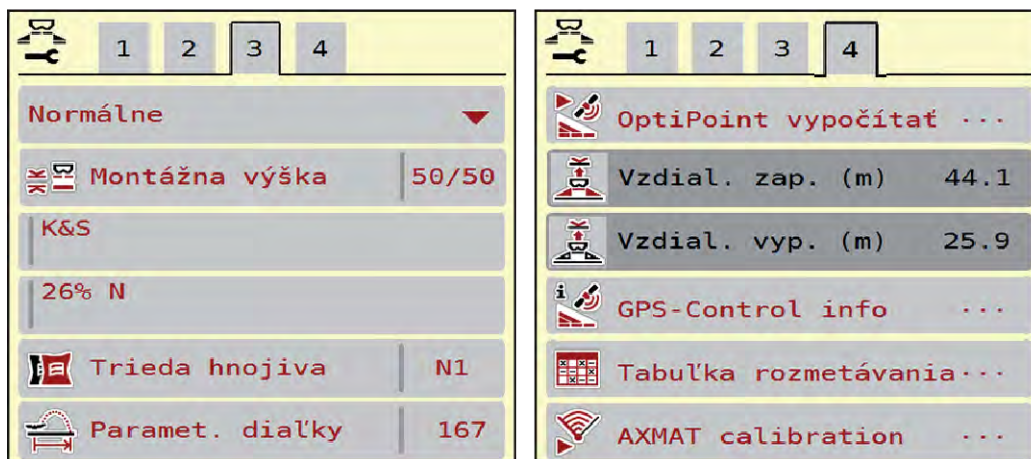 1 2 3 4
Normálne
Montážna výška 50/50
K&S
26% N
Trieda hnojiva N1
Paramet. diaľky 167
1 2 3 4
OptiPoint vypočítať ...
Vzdial. zap. (m) 44.1
Vzdial. vyp. (m) 25.9
i
GPS-Control info ...
Tabuľka rozmetávania...
AXMAT calibration ...